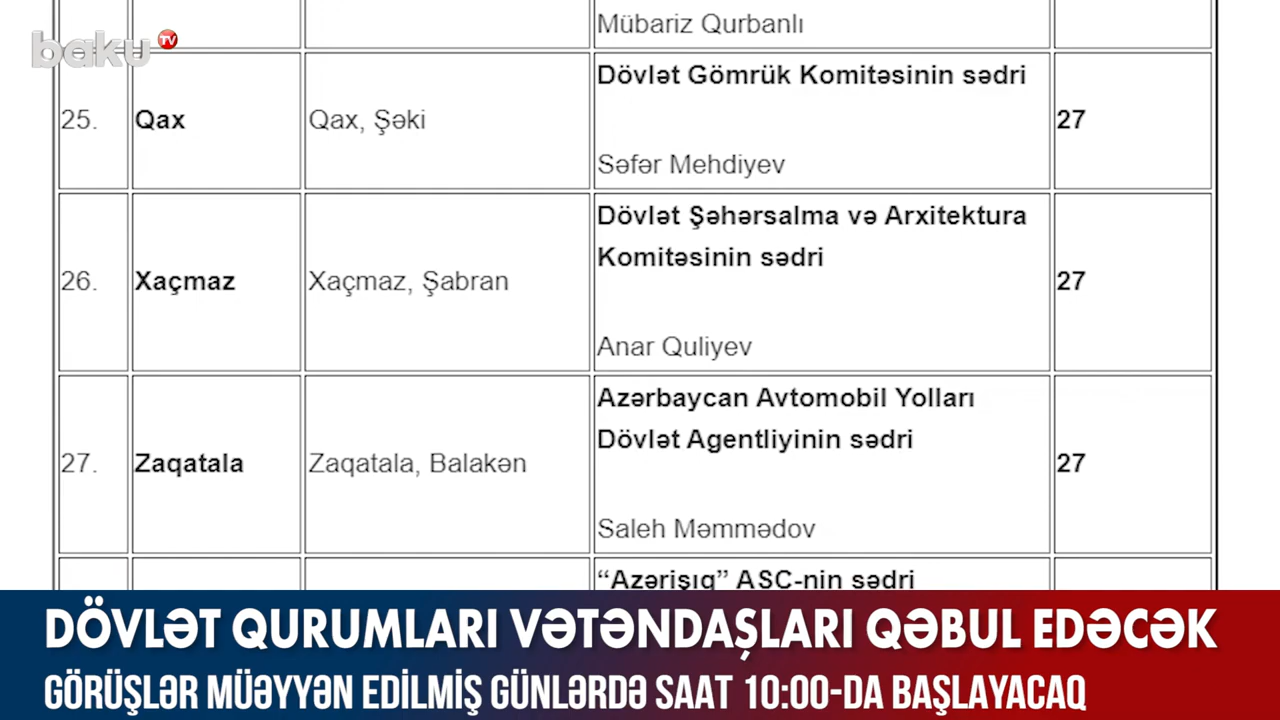 Mübariz Qurbanlı
baku TV
Dövlət Gömrük Komitəsinin sədri
25. Qax Qax, Şəki 27
Səfər Mehdiyev
Dövlət Şəhərsalma və Arxitektura
Komitəsinin sədri
26. Xaçmaz Xaçmaz, Şabran 27
Anar Quliyev
Azərbaycan Avtomobil Yolları
Dövlət Agentliyinin sədri
27. Zaqatala Zaqatala, Balakən 27
Saleh Məmmədov
“Azərişıq” ASC-nin sədri
DÖVLƏT QURUMLARI VƏTƏNDAŞLARI QƏBUL EDƏCƏK
GÖRÜŞLƏR MÜƏYYƏN EDİLMİŞ GÜNLƏRDƏ SAAT 10:00-DA BAŞLAYACAQ